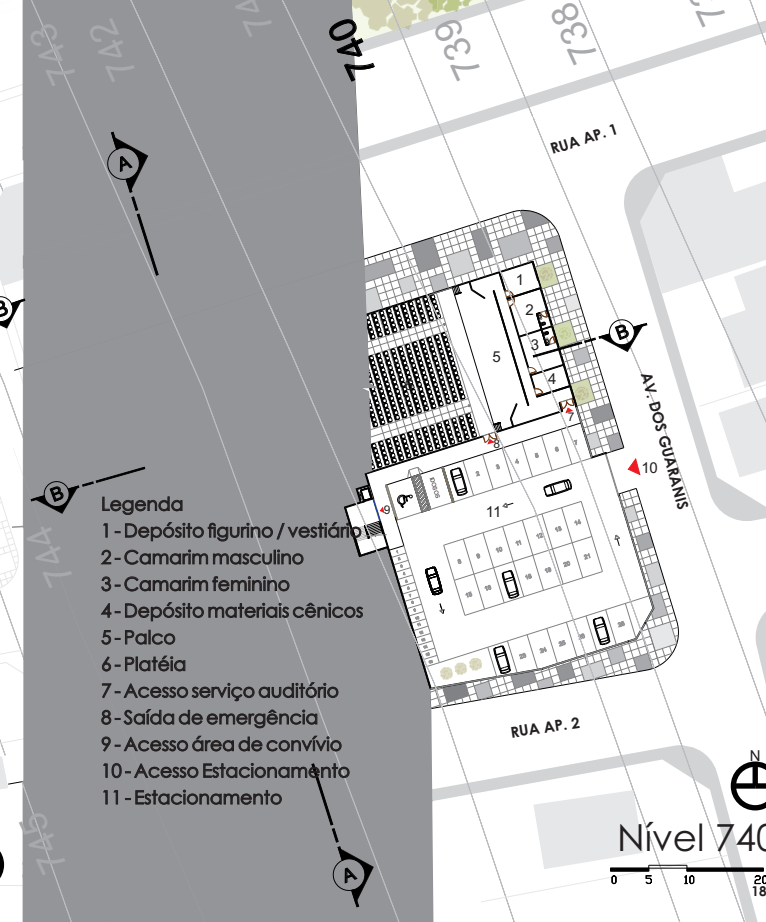 743
742
74
740
739
738
RUA AP. 1
A
B
1
2
3
B
5
4
7
8
AV. DOS GUARANIS
10
B
9
11
Legenda
1 - Depósito figurino / vestiário
2 - Camarim masculino
3 - Camarim feminino
4 - Depósito materiais cênicos
5 - Palco
6 - Platéia
7 - Acesso serviço auditório
8 - Saída de emergência
9 - Acesso área de convívio
10 - Acesso Estacionamento
11 - Estacionamento
744
RUA AP. 2
745
A
N
Nível 740
0 5 10 20
18